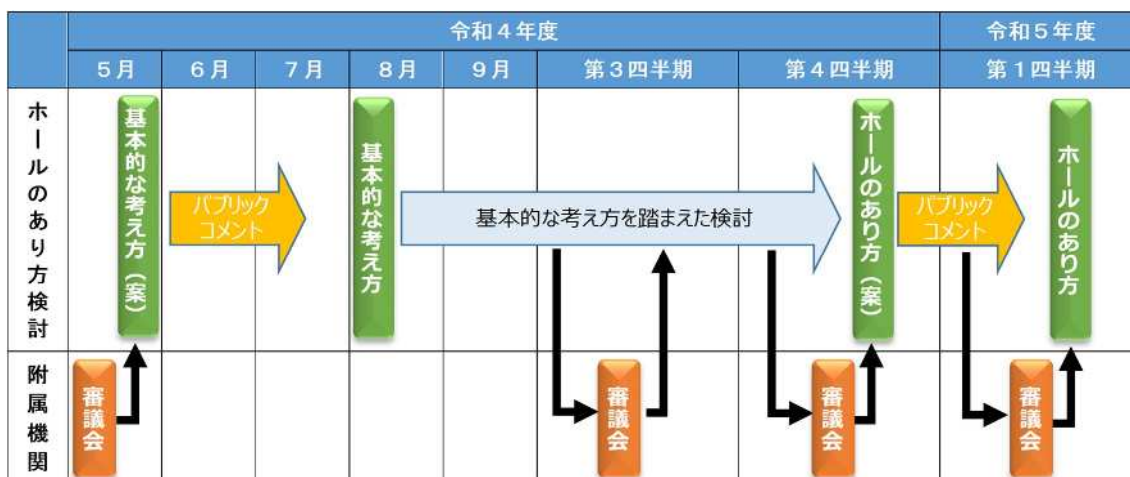 令和４年度
令和５年度
５月
６月
７月
８月
９月
第３四半期
第４四半期
第１四半期
ホールのあり方検討
基本的な考え方（案）
パブリック
コメント
基本的な考え方
基本的な考え方を踏まえた検討
ホールのあり方（案）
パブリック
コメント
ホールのあり方
附属機関
審議会
審議会
審議会
審議会